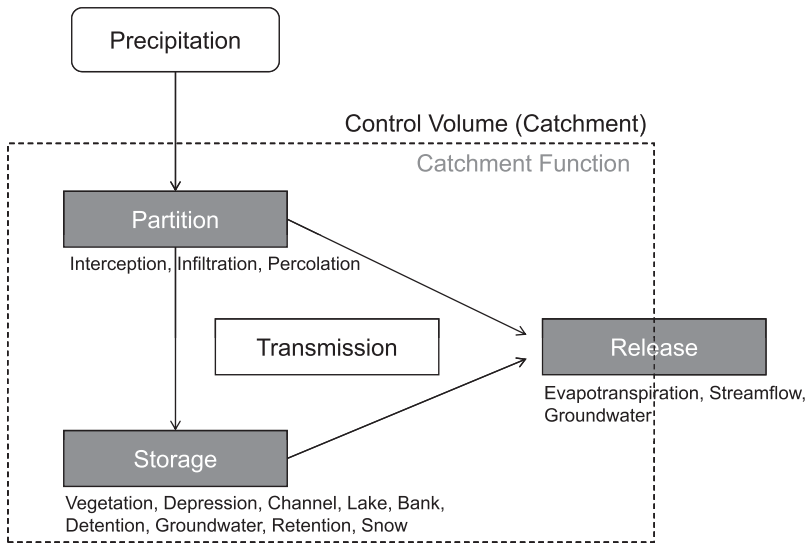 Precipitation
Control Volume (Catchment)
Catchment Function
Partition
Interception, Infiltration, Percolation
Transmission
Release
Evapotranspiration, Streamflow,
Groundwater
Storage
Vegetation, Depression, Channel, Lake, Bank,
Detention, Groundwater, Retention, Snow